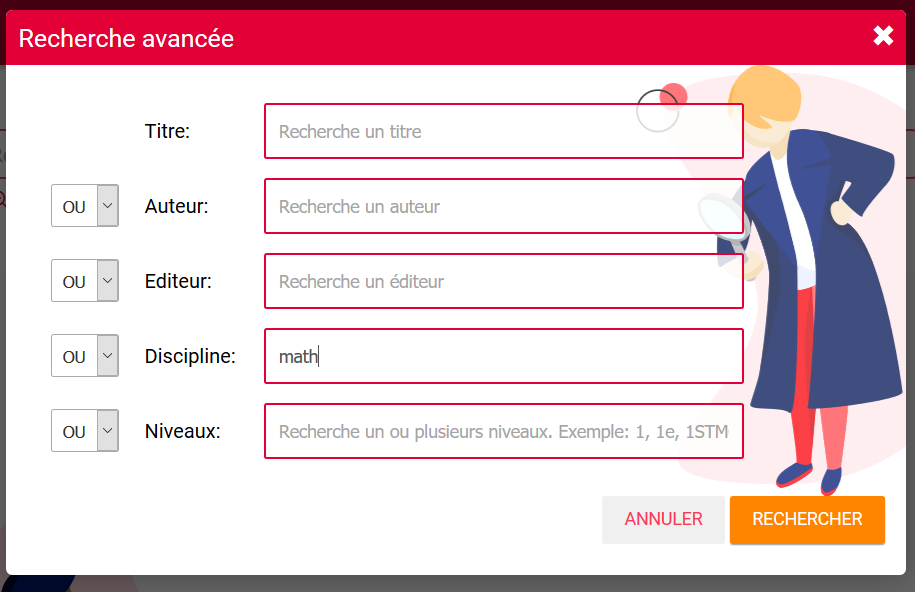 Recherche avancée
Titre: Recherche un titre
OU Auteur: Recherche un auteur
OU Editeur: Recherche un éditeur
OU Discipline: math
OU Niveaux: Recherche un ou plusieurs niveaux. Exemple: 1, 1e, 1STM
ANNULER RECHERCHER